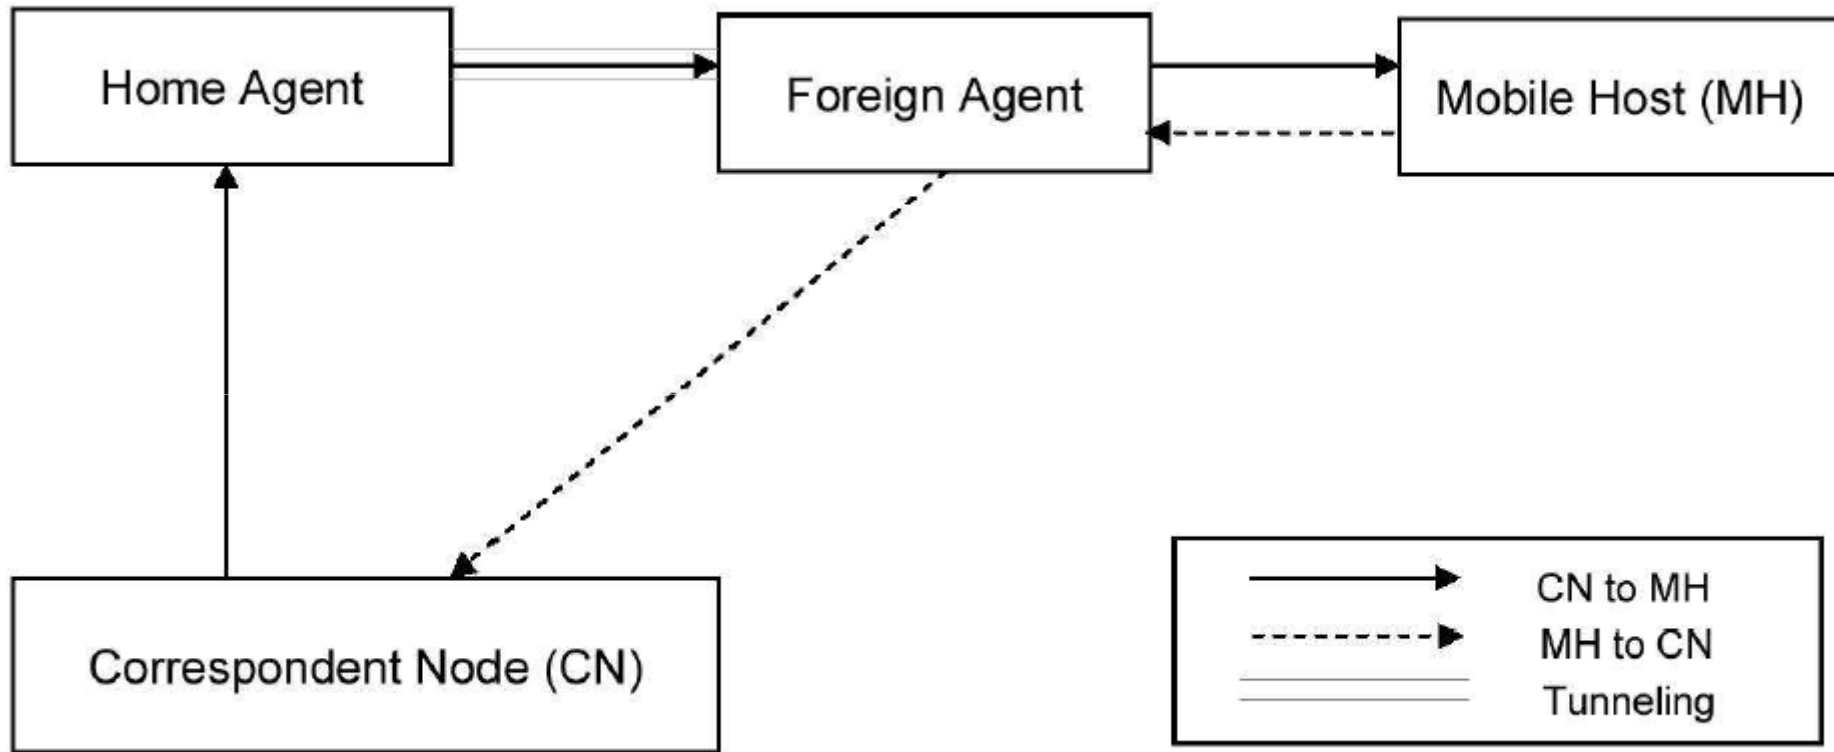 Home Agent
Foreign Agent
Mobile Host (MH)
Correspondent Node (CN)
CN to MH
MH to CN
Tunneling